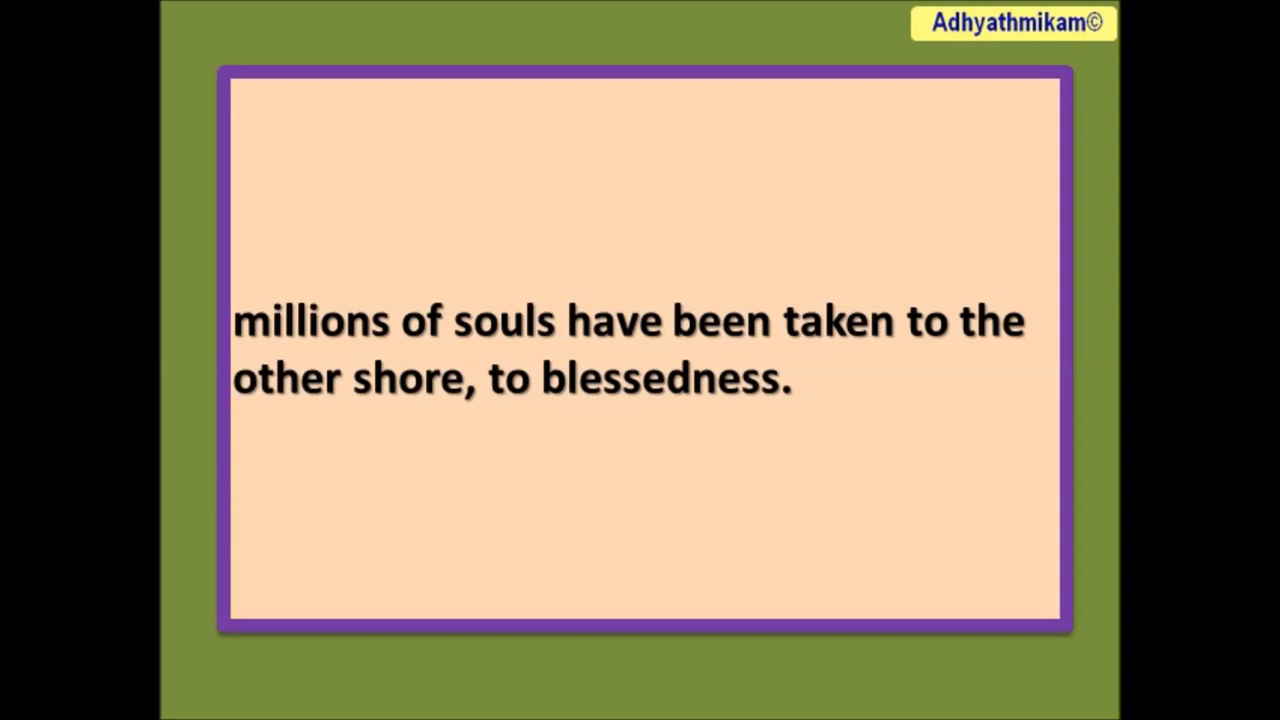 Adhyathmikam©
millions of souls have been taken to the
other shore, to blessedness.